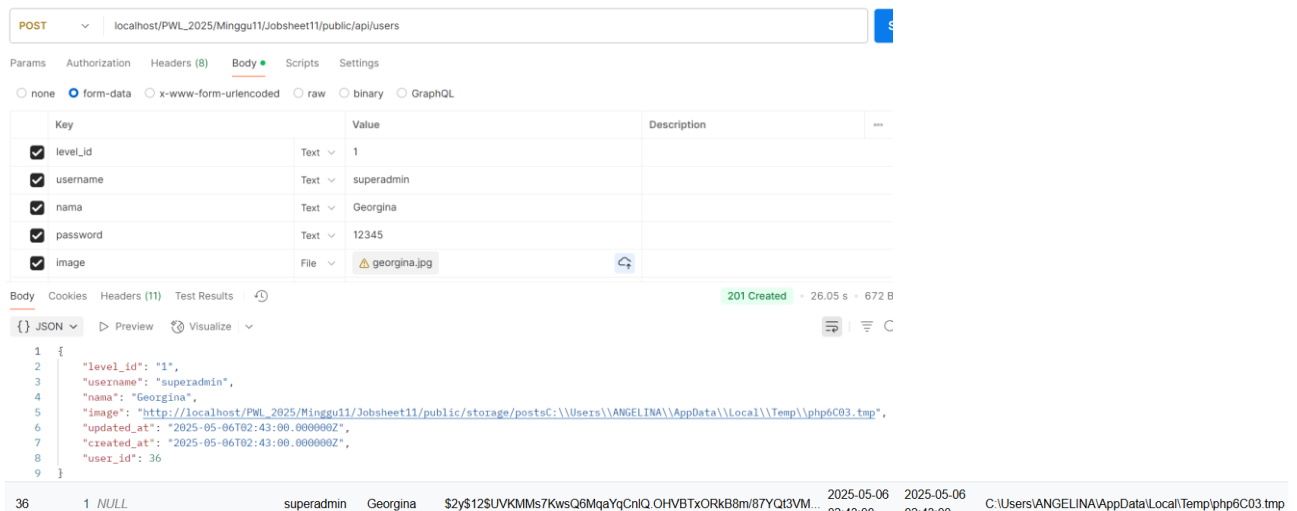 POST localhost/PWL_2025/Minggu11/Jobsheet11/public/api/users
Params Authorization Headers (8) Body Scripts Settings
none form-data x-www-form-urlencoded raw binary GraphQL
Key Value Description
level_id Text 1
username Text superadmin
nama Text Georgina
password Text 12345
image File georgina.jpg
Body Cookies Headers (11) Test Results 201 Created 26.05 s 672 B
{} JSON Preview Visualize
1 {
2 "level_id": "1",
3 "username": "superadmin",
4 "nama": "Georgina",
5 "image": "http://localhost/PWL_2025/Minggu11/Jobsheet11/public/storage/postsC:\\Users\\ANGELINA\\AppData\\Local\\Temp\\php6C03.tmp",
6 "updated_at": "2025-05-06T02:43:00.000000Z",
7 "created_at": "2025-05-06T02:43:00.000000Z",
8 "user_id": 36
9 }
36 1 NULL superadmin Georgina $2y$12$UVKMMs7KwsQ6MqaYqCnlQ.OHVBTxORkB8m/87YQt3VM... 2025-05-06 2025-05-06 C:\Users\ANGELINA\AppData\Local\Temp\php6C03.tmp